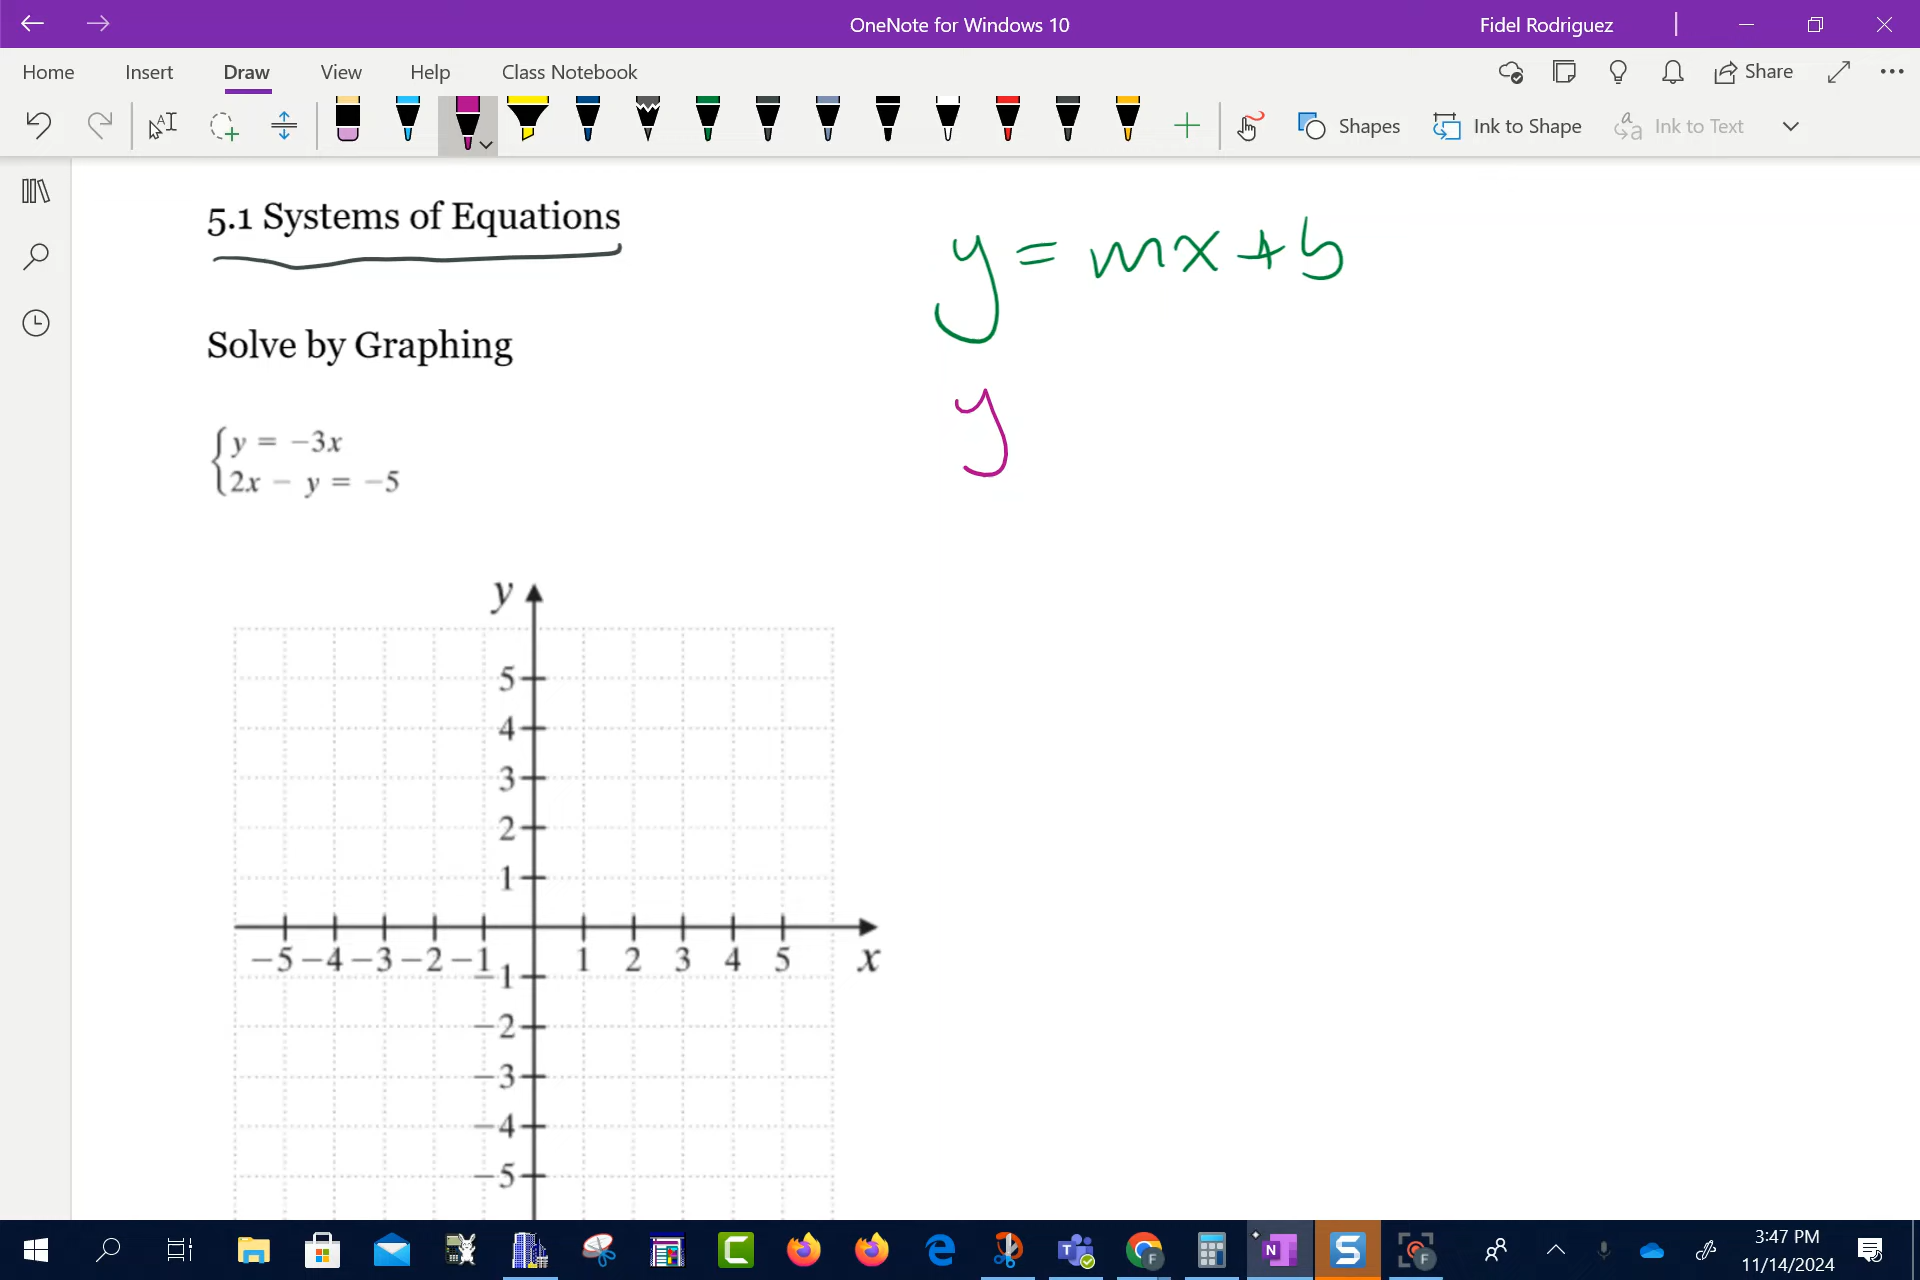 OneNote for Windows 10
Fidel Rodriguez
Home Insert Draw View Help Class Notebook
Share
Shapes Ink to Shape Ink to Text
5.1 Systems of Equations
y = mx + b
Solve by Graphing
y
y = −3x
2x − y = −5
y
5
4
3
2
1
−5 −4 −3 −2 −1 1 2 3 4 5 x
−1
−2
−3
−4
−5
3:47 PM
11/14/2024